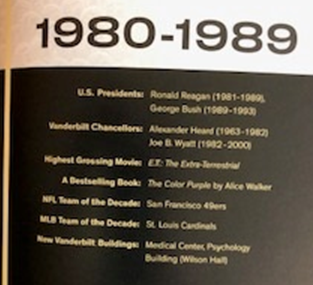 1980-1989
U.S. Presidents: Ronald Reagan (1981-1989),
George Bush (1989-1993)
Vanderbilt Chancellors: Alexander Heard (1963-1982)
Joe B. Wyatt (1982-2000)
Highest Grossing Movie: E.T.: The Extra-Terrestrial
A Bestselling Book: The Color Purple by Alice Walker
NFL Team of the Decade: San Francisco 49ers
MLB Team of the Decade: St. Louis Cardinals
New Vanderbilt Buildings: Medical Center, Psychology
Building (Wilson Hall)